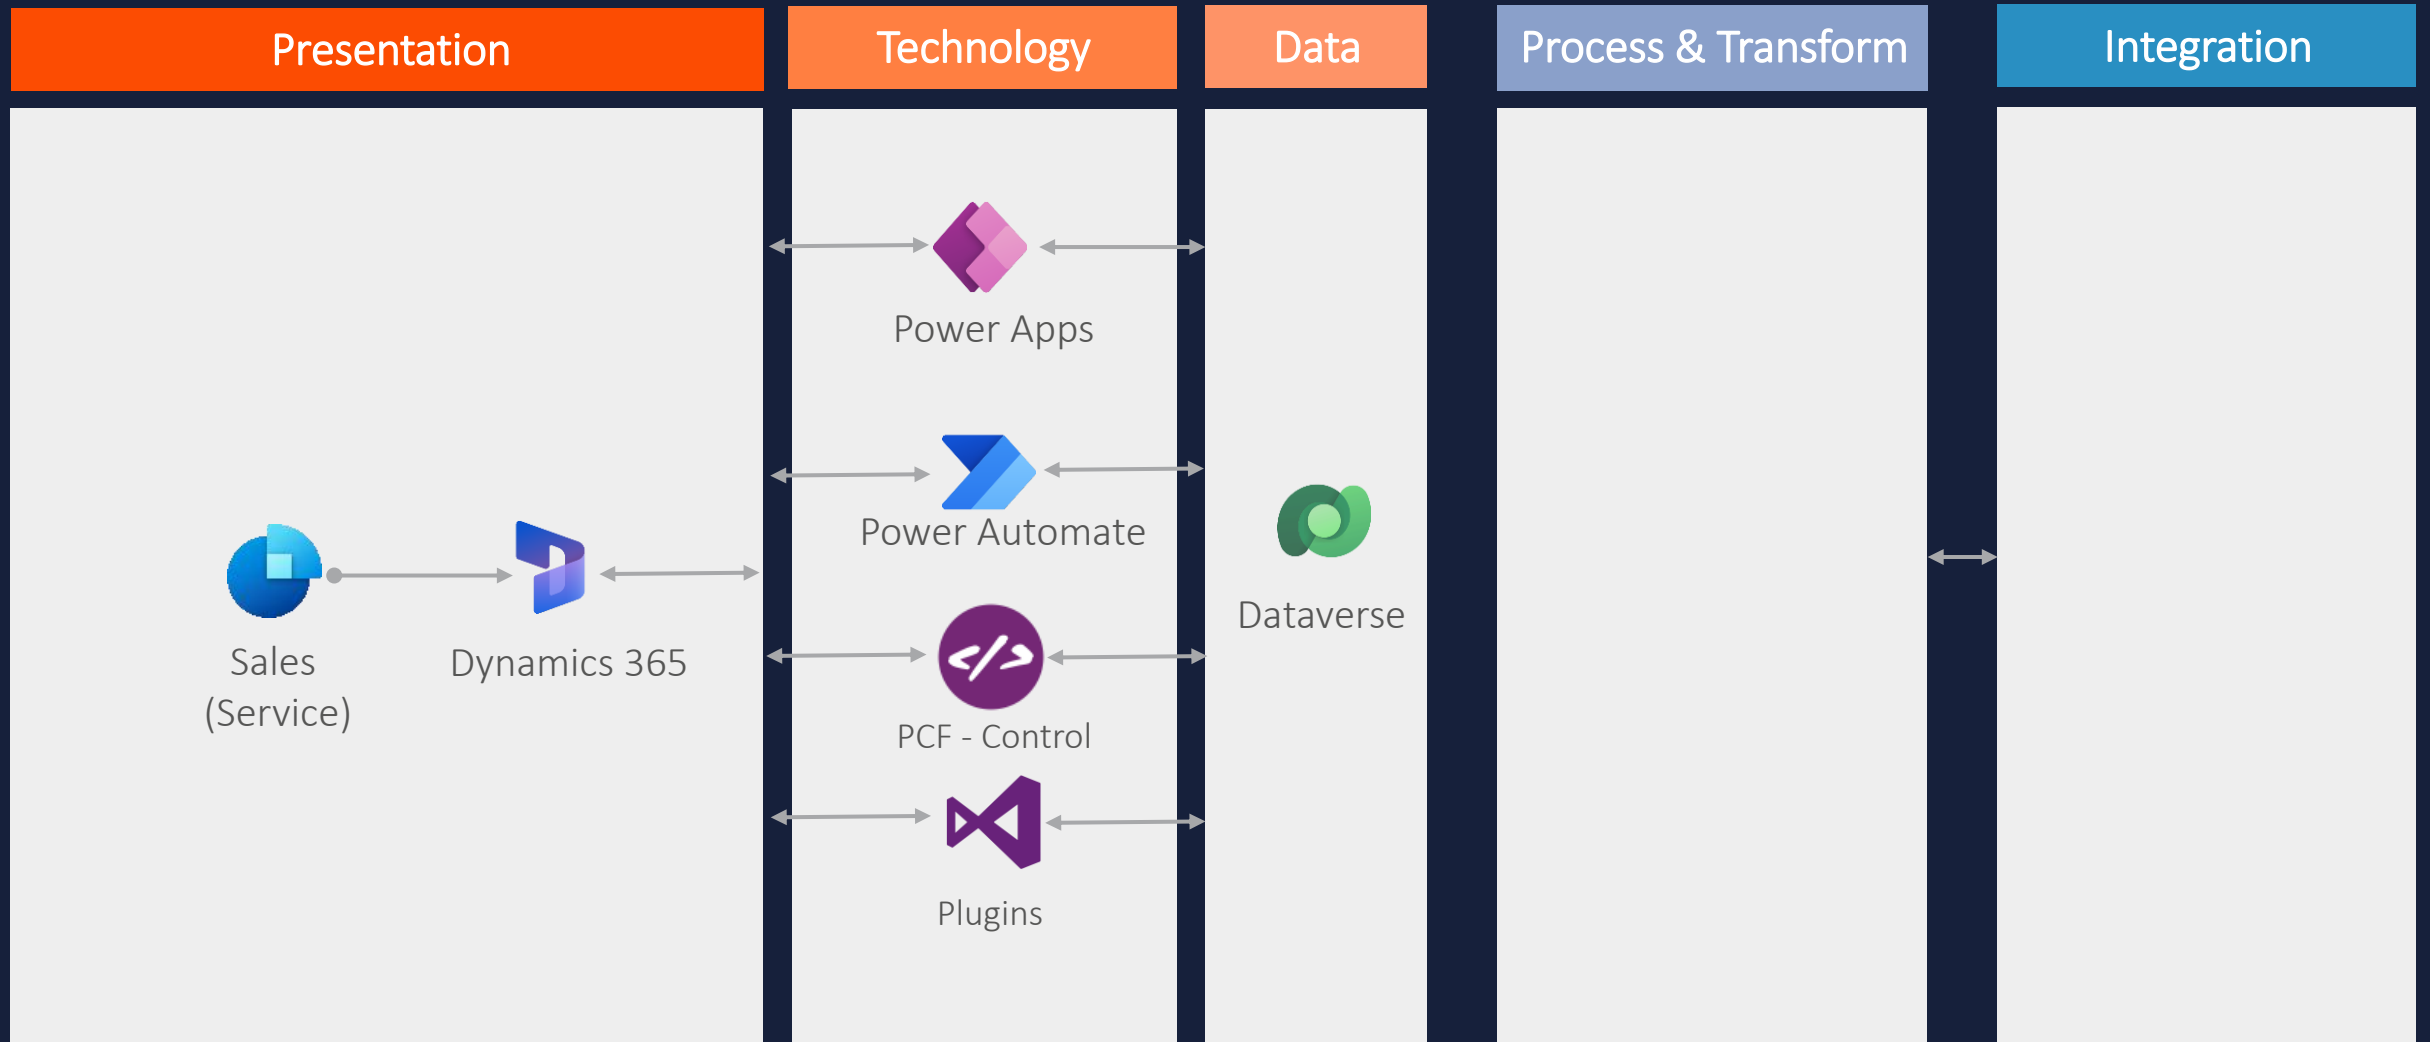 Presentation
Technology
Data
Process & Transform
Integration
Power Apps
Power Automate
Dataverse
Sales
(Service)
Dynamics 365
PCF - Control
Plugins